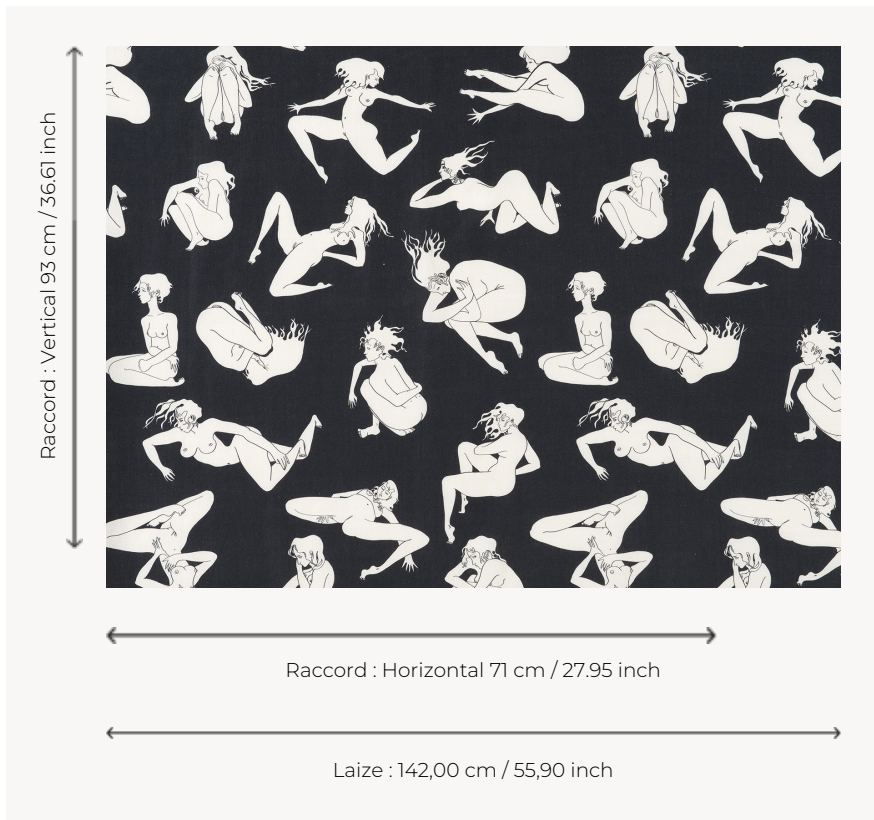 Raccord : Vertical 93 cm / 36.61 inch
Raccord : Horizontal 71 cm / 27.95 inch
Laize : 142,00 cm / 55,90 inch